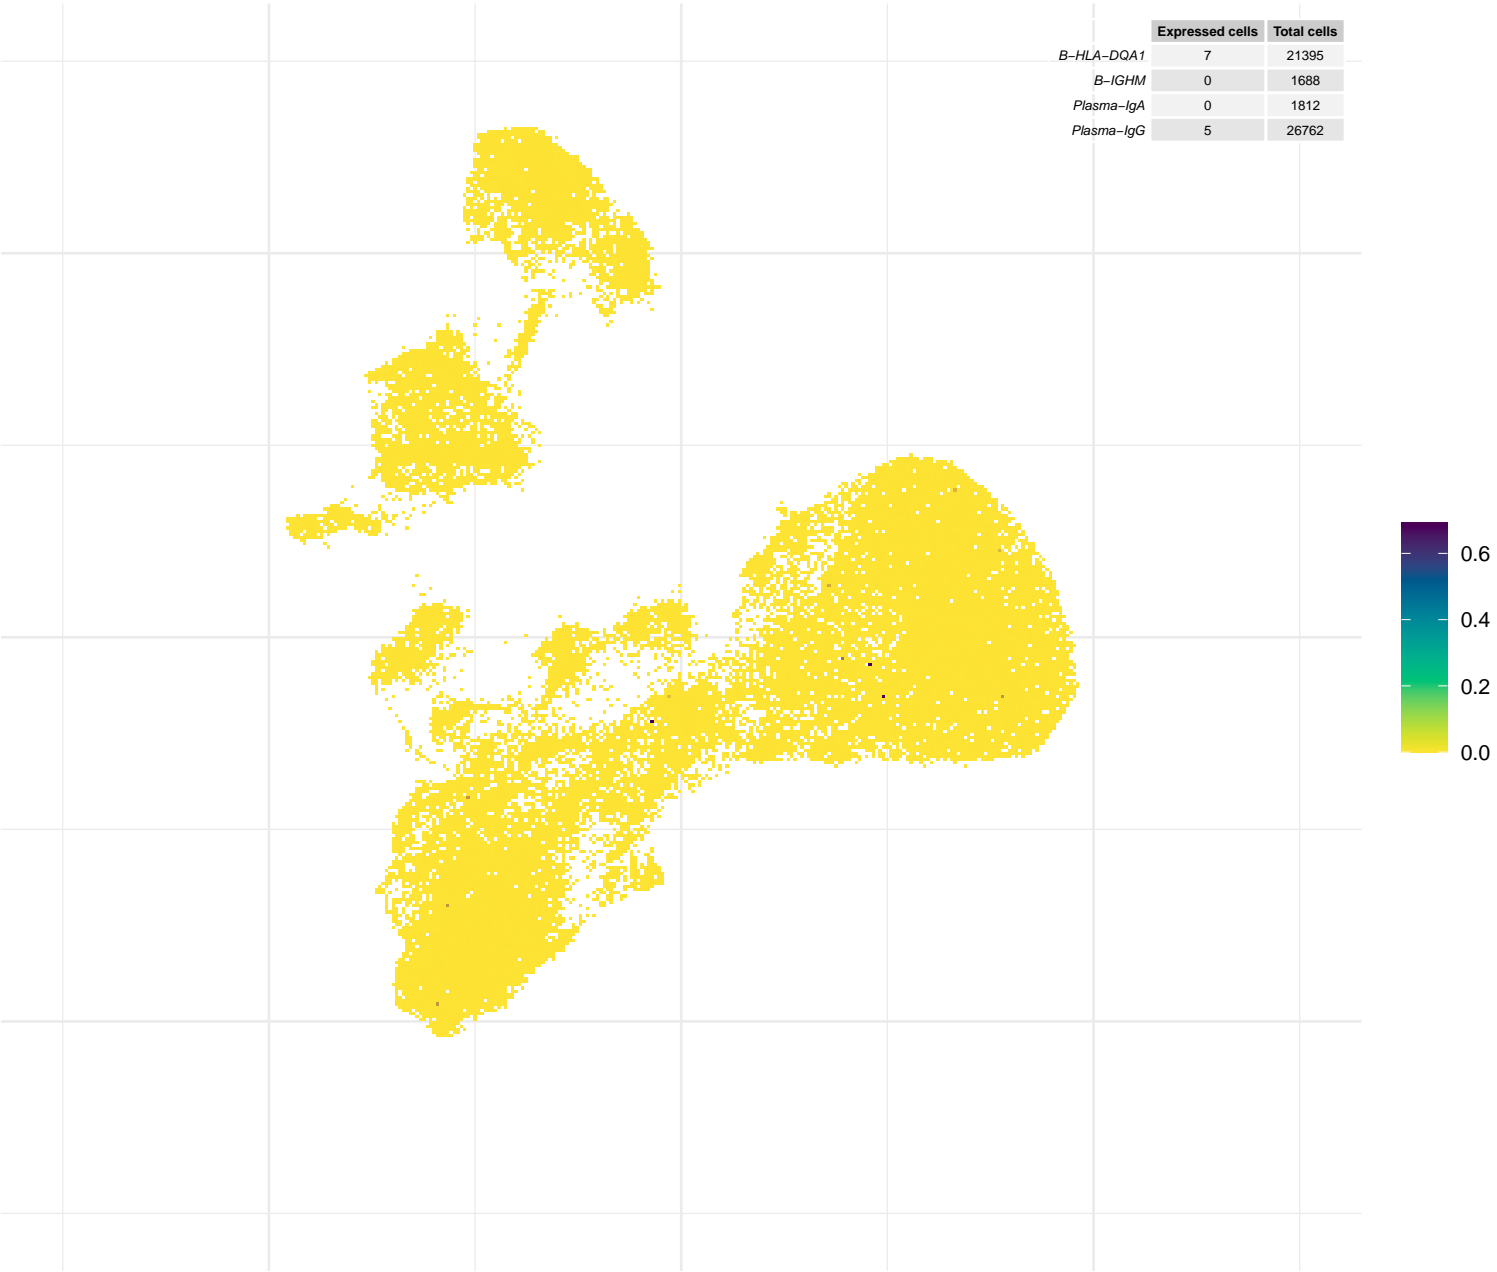 Expressed cells Total cells
B−HLA−DQA1 7 21395
B−IGHM 0 1688
Plasma−IgA 0 1812
Plasma−IgG 5 26762
0.6
0.4
0.2
0.0